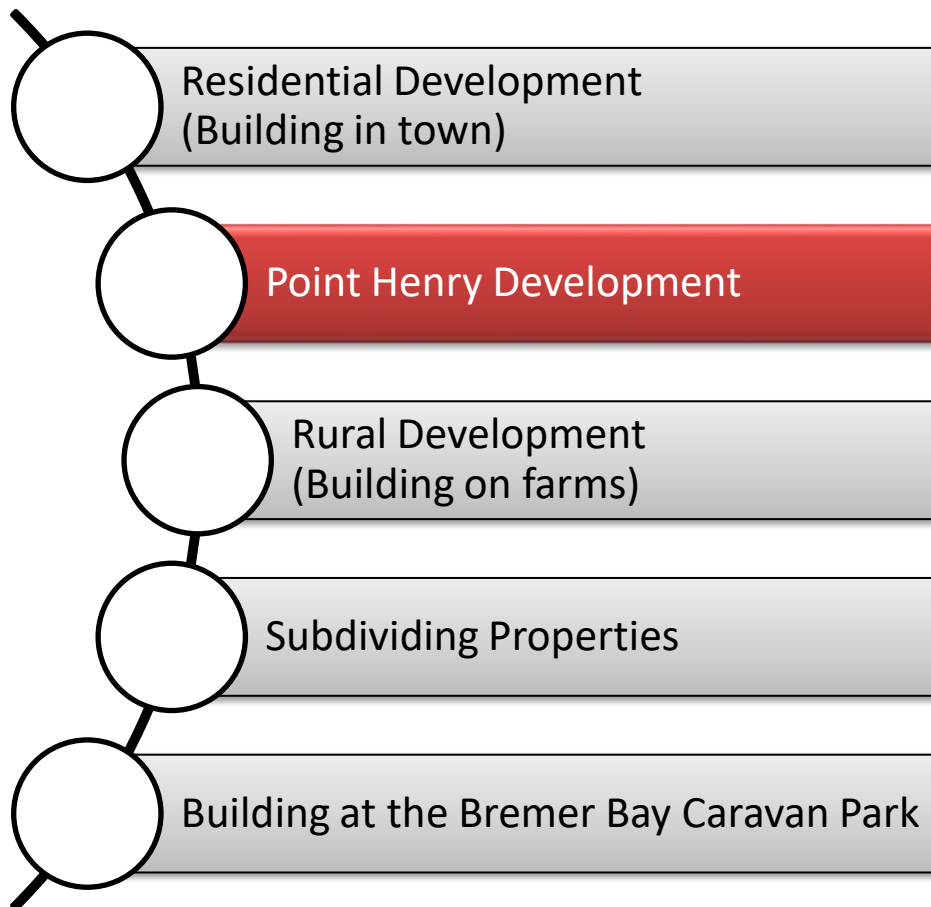 Residential Development
(Building in town)
Point Henry Development
Rural Development
(Building on farms)
Subdividing Properties
Building at the Bremer Bay Caravan Park